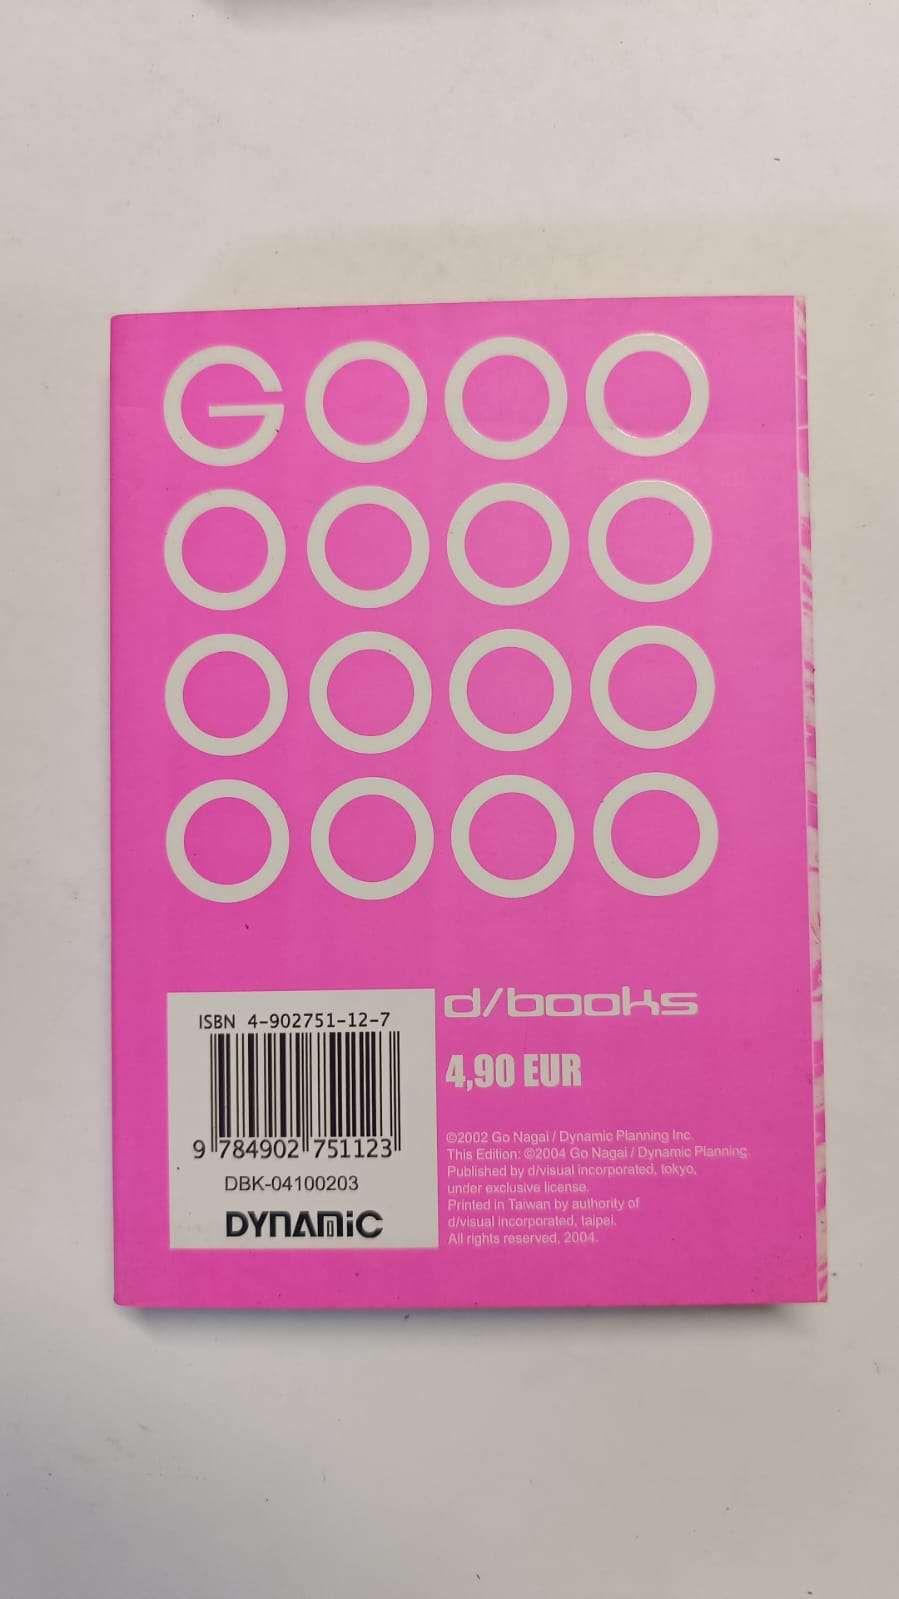 GOOO
OOOO
OOOO
OOOO
d/books
4,90 EUR
ISBN 4-902751-12-7
9 784902 751123
DBK-04100203
DYNAMiC
©2002 Go Nagai / Dynamic Planning Inc.
This Edition: ©2004 Go Nagai / Dynamic Planning.
Published by d/visual incorporated, tokyo,
under exclusive license.
Printed in Taiwan by authority of
d/visual incorporated, taipei.
All rights reserved, 2004.